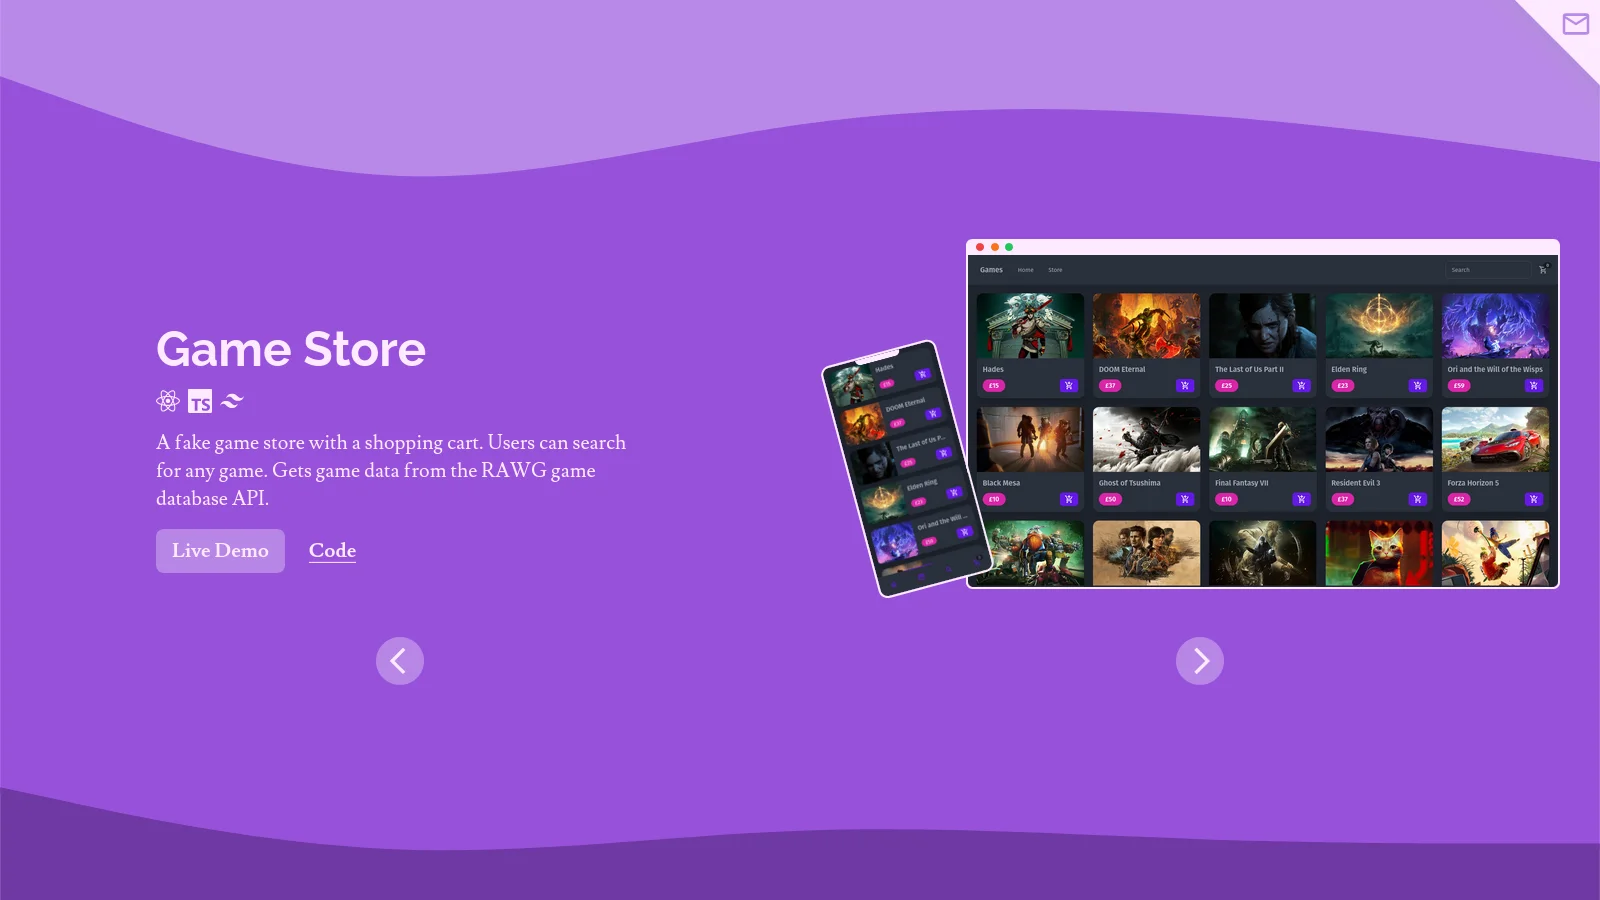 Game Store
TS
A fake game store with a shopping cart. Users can search
for any game. Gets game data from the RAWG game
database API.
Live Demo
Code
Hades
£15
DOOM Eternal
£37
The Last of Us P...
£25
Elden Ring
£23
Ori and the Will ...
£59
Games
Home
Store
Search
Hades
DOOM Eternal
The Last of Us Part II
Elden Ring
Ori and the Will of the Wisps
£15
£37
£25
£23
£59
Black Mesa
Ghost of Tsushima
Final Fantasy VII
Resident Evil 3
Forza Horizon 5
£10
£50
£10
£37
£52